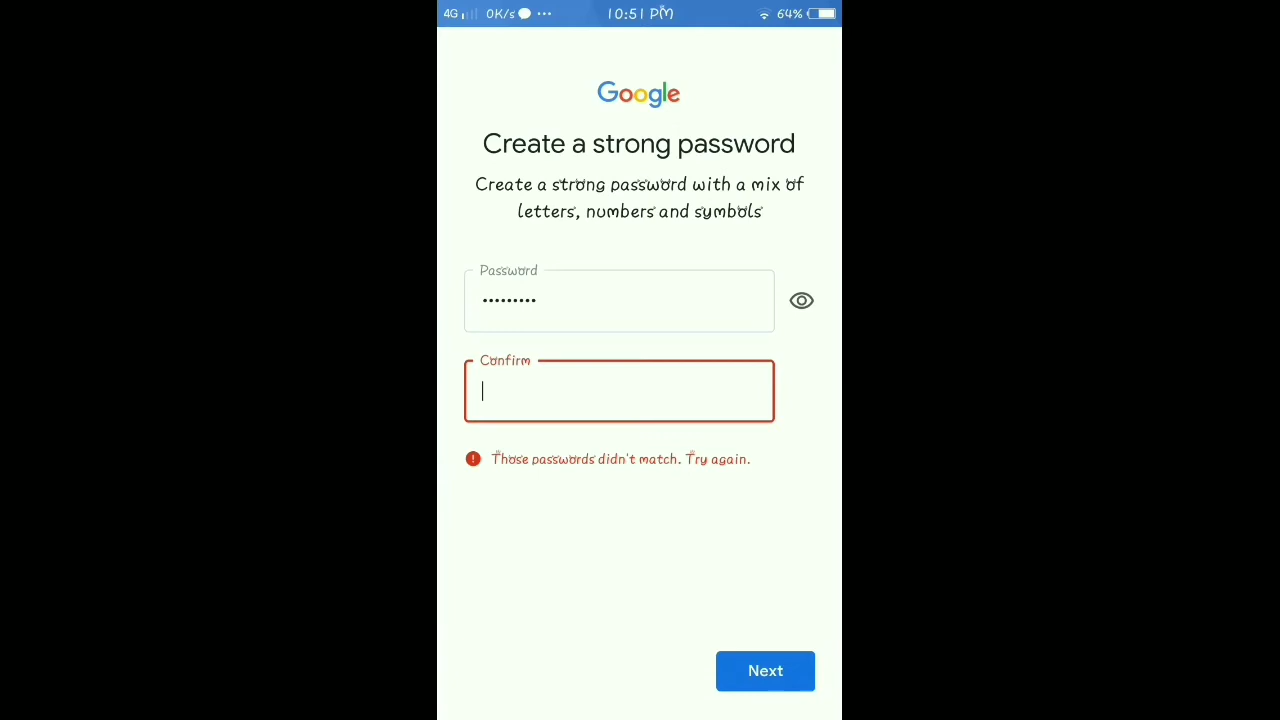 4G 0K/s ... 10:51 PM 64%
Google
Create a strong password
Create a strong password with a mix of
letters, numbers and symbols
Password
•••••••••
Confirm
Those passwords didn't match. Try again.
Next